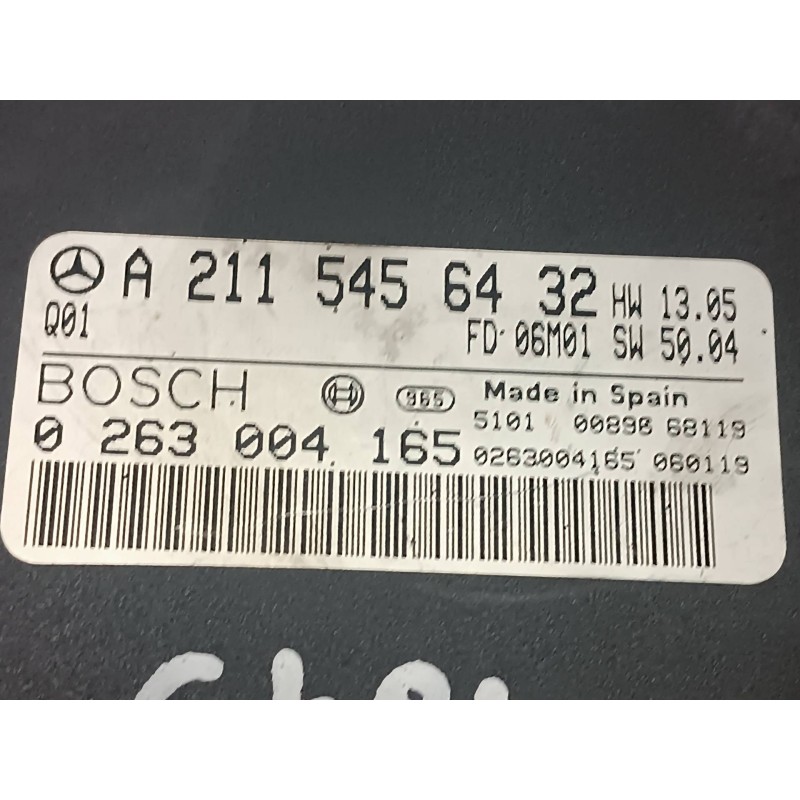 A 211 545 64 32 HW 13.05
Q01 FD 06M01 SW 50.04
BOSCH 965 Made in Spain
5101 00898 68119
0 263 004 165 0263004165 060119